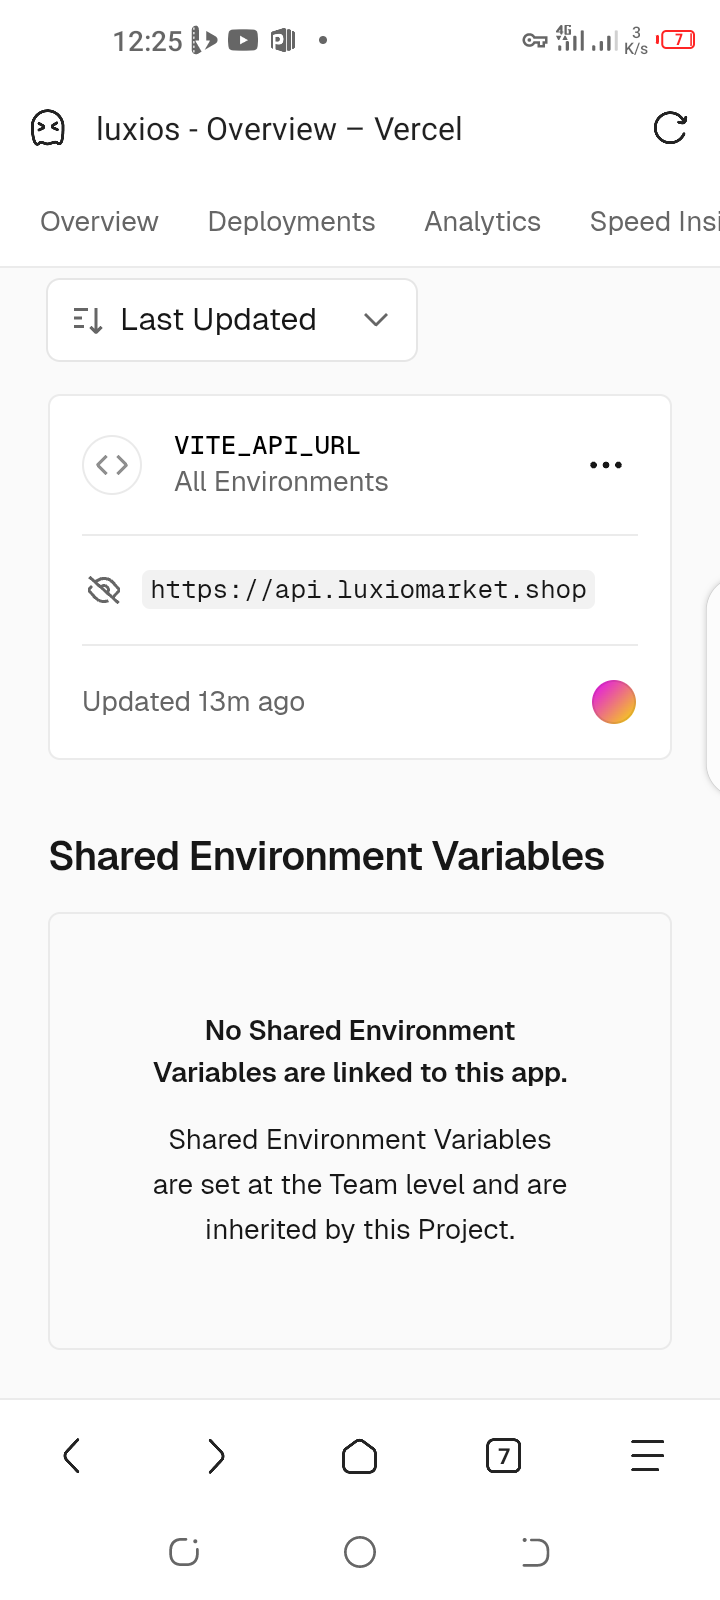 12:25
4G
3
K/s
7
luxios - Overview – Vercel
Overview Deployments Analytics Speed Insi
Last Updated
VITE_API_URL
All Environments
https://api.luxiomarket.shop
Updated 13m ago
Shared Environment Variables
No Shared Environment
Variables are linked to this app.
Shared Environment Variables
are set at the Team level and are
inherited by this Project.
7